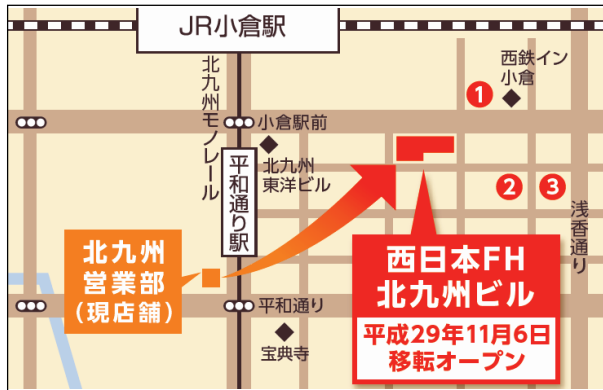 JR小倉駅
北九州モノレール
西鉄イン
小倉
1
小倉駅前
北九州
東洋ビル
平和通り駅
2
3
浅香通り
北九州
営業部
(現店舗)
西日本FH
北九州ビル
平成29年11月6日
移転オープン
平和通り
宝典寺